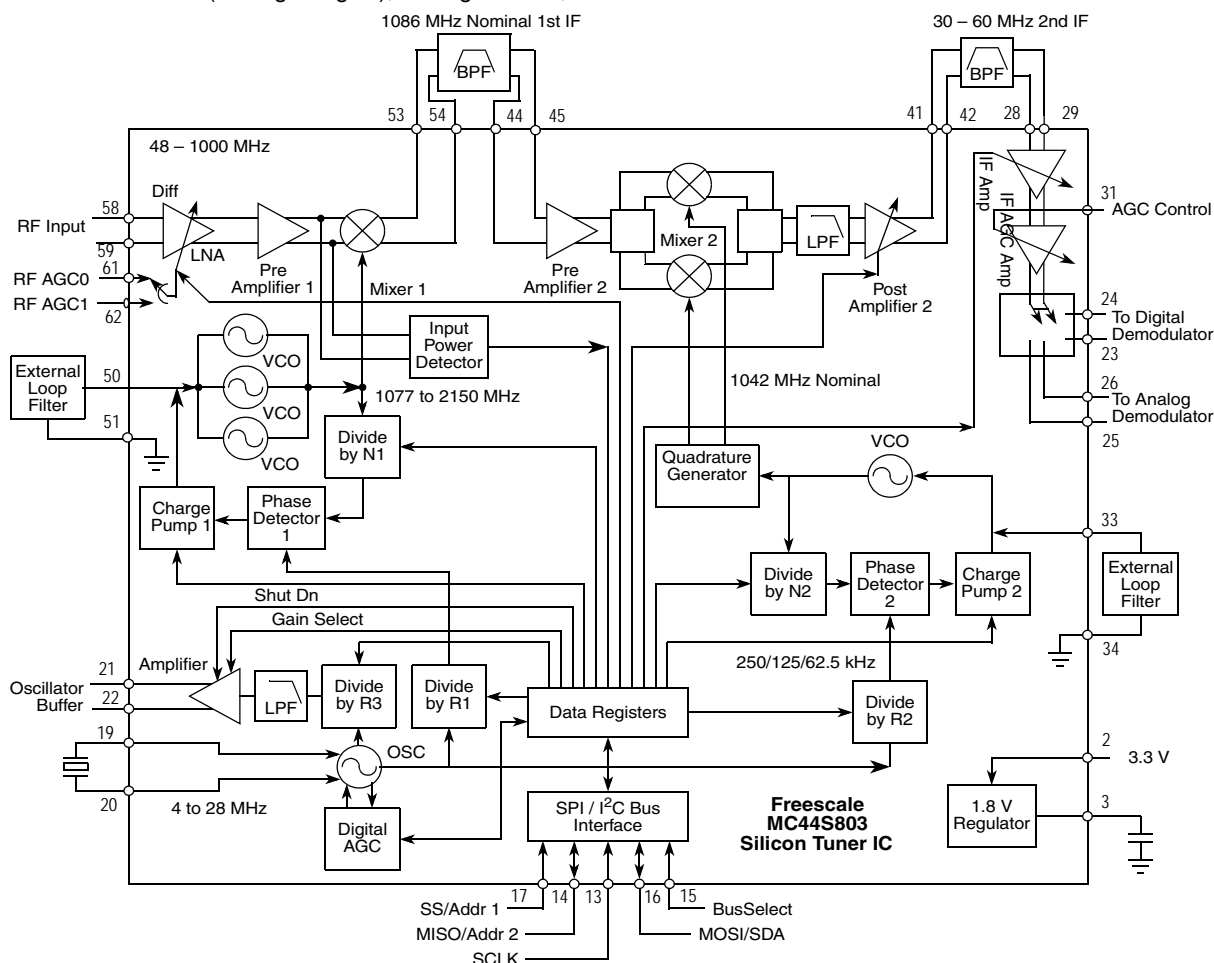 1086 MHz Nominal 1st IF
30 – 60 MHz 2nd IF
BPF
BPF
53
54
44
45
41
42
28
29
48 – 1000 MHz
Diff
58
RF Input
59
LNA
61
RF AGC0
RF AGC1
62
Pre
Amplifier 1
Mixer 1
Pre
Amplifier 2
Mixer 2
LPF
Post
Amplifier 2
IF Amp
IF AGC Amp
31
AGC Control
24
To Digital
Demodulator
23
26
To Analog
Demodulator
25
Input
Power
Detector
External
Loop
Filter
50
51
VCO
VCO
VCO
1077 to 2150 MHz
1042 MHz Nominal
Divide
by N1
Quadrature
Generator
VCO
Charge
Pump 1
Phase
Detector
1
33
External
Loop
Filter
34
Divide
by N2
Phase
Detector
2
Charge
Pump 2
Shut Dn
Gain Select
250/125/62.5 kHz
21
Amplifier
Oscillator
Buffer
22
LPF
Divide
by R3
Divide
by R1
Data Registers
Divide
by R2
19
20
OSC
4 to 28 MHz
Digital
AGC
SPI / I2C Bus
Interface
Freescale
MC44S803
Silicon Tuner IC
2
3.3 V
1.8 V
Regulator
3
17
14
13
16
15
SS/Addr 1
BusSelect
MISO/Addr 2
MOSI/SDA
SCLK